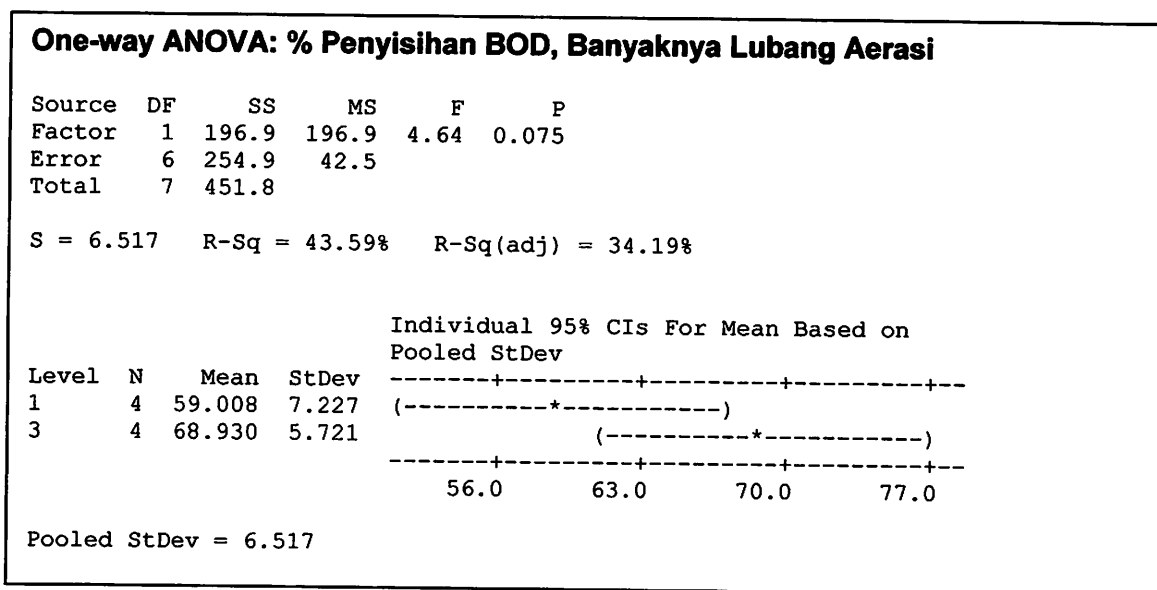 One-way ANOVA: % Penyisihan BOD, Banyaknya Lubang Aerasi
Source  DF     SS     MS     F      P
Factor   1  196.9  196.9  4.64  0.075
Error    6  254.9   42.5
Total    7  451.8
S = 6.517   R-Sq = 43.59%   R-Sq(adj) = 34.19%
Individual 95% CIs For Mean Based on
Pooled StDev
Level  N    Mean  StDev  -------+---------+---------+---------+--
1      4  59.008  7.227  (----------*-----------)
3      4  68.930  5.721                (----------*-----------)
-------+---------+---------+---------+--
56.0      63.0      70.0      77.0
Pooled StDev = 6.517